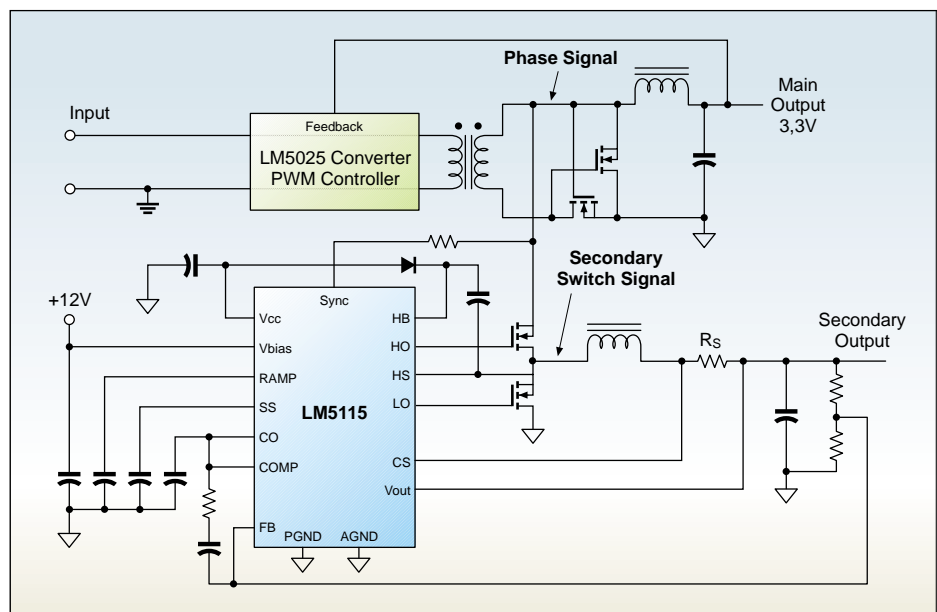 Phase Signal
Main
Output
3,3V
Input
Feedback
LM5025 Converter
PWM Controller
Secondary
Switch Signal
+12V
Sync
Vcc
HB
Vbias
HO
RAMP
HS
SS
LM5115
LO
CO
COMP
CS
Vout
FB
PGND
AGND
RS
Secondary
Output